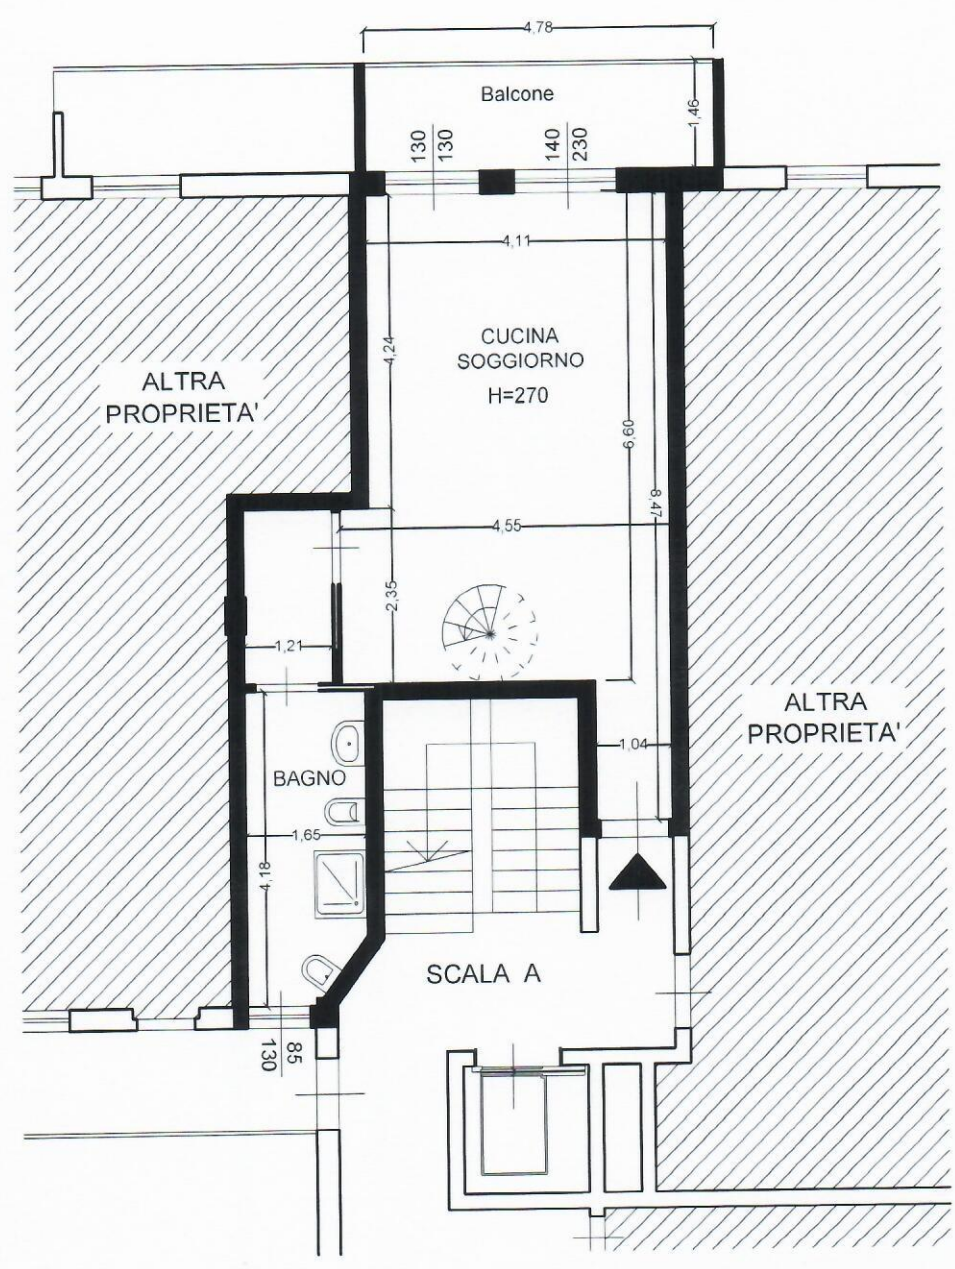 4,78
Balcone
1,46
130
130
140
230
4,11
CUCINA
SOGGIORNO
H=270
4,24
ALTRA
PROPRIETA'
6,60
8,47
4,55
2,35
1,21
ALTRA
PROPRIETA'
1,04
BAGNO
1,65
4,18
SCALA A
85
130